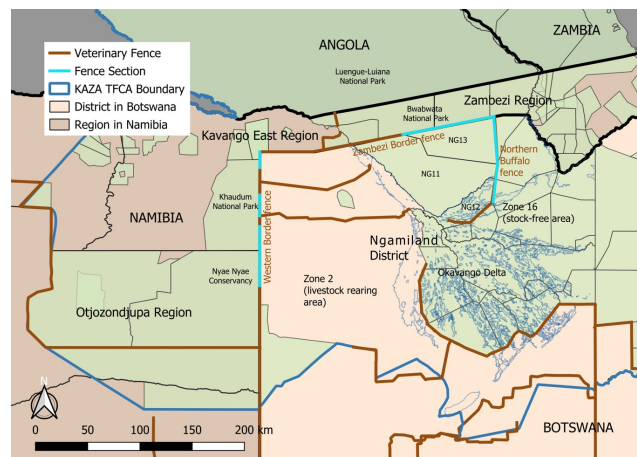 ZAMBIA
ANGOLA
Veterinary Fence
Fence Section
KAZA TFCA Boundary
District in Botswana
Region in Namibia
Luengue-Luiana
National Park
Bwabwata
National Park
Zambezi Region
Kavango East Region
Zambezi Border fence
NG13
Northern
Buffalo
fence
NG11
Khaudum
National Park
NG12
Zone 16
(stock-free area)
NAMIBIA
Western Border fence
Ngamiland
District
Nyae Nyae
Conservancy
Zone 2
(livestock rearing
area)
Okavango Delta
Otjozondjupa Region
N
0 50 100 150 200 km
BOTSWANA